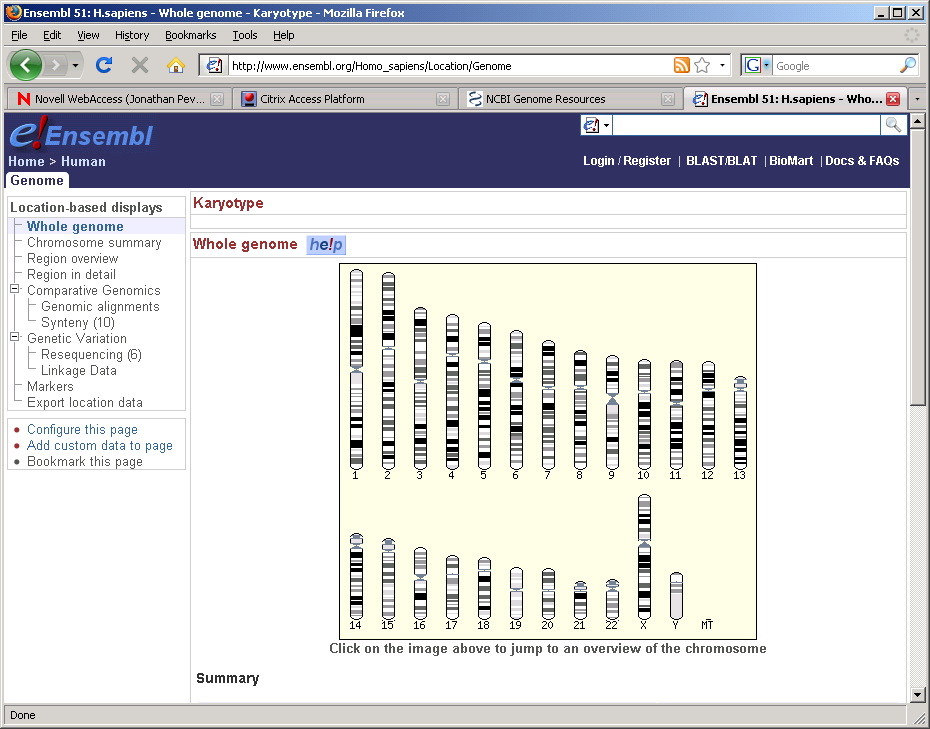 Ensembl 51: H.sapiens - Whole genome - Karyotype - Mozilla Firefox
File Edit View History Bookmarks Tools Help
http://www.ensembl.org/Homo_sapiens/Location/Genome
Google
Novell WebAccess (Jonathan Pev...
Citrix Access Platform
NCBI Genome Resources
Ensembl 51: H.sapiens - Who...
e!Ensembl
Home > Human
Login / Register | BLAST/BLAT | BioMart | Docs & FAQs
Genome
Location-based displays
Whole genome
Chromosome summary
Region overview
Region in detail
Comparative Genomics
Genomic alignments
Synteny (10)
Genetic Variation
Resequencing (6)
Linkage Data
Markers
Export location data
Configure this page
Add custom data to page
Bookmark this page
Karyotype
Whole genome help
1 2 3 4 5 6 7 8 9 10 11 12 13
14 15 16 17 18 19 20 21 22 X Y MT
Click on the image above to jump to an overview of the chromosome
Summary
Done